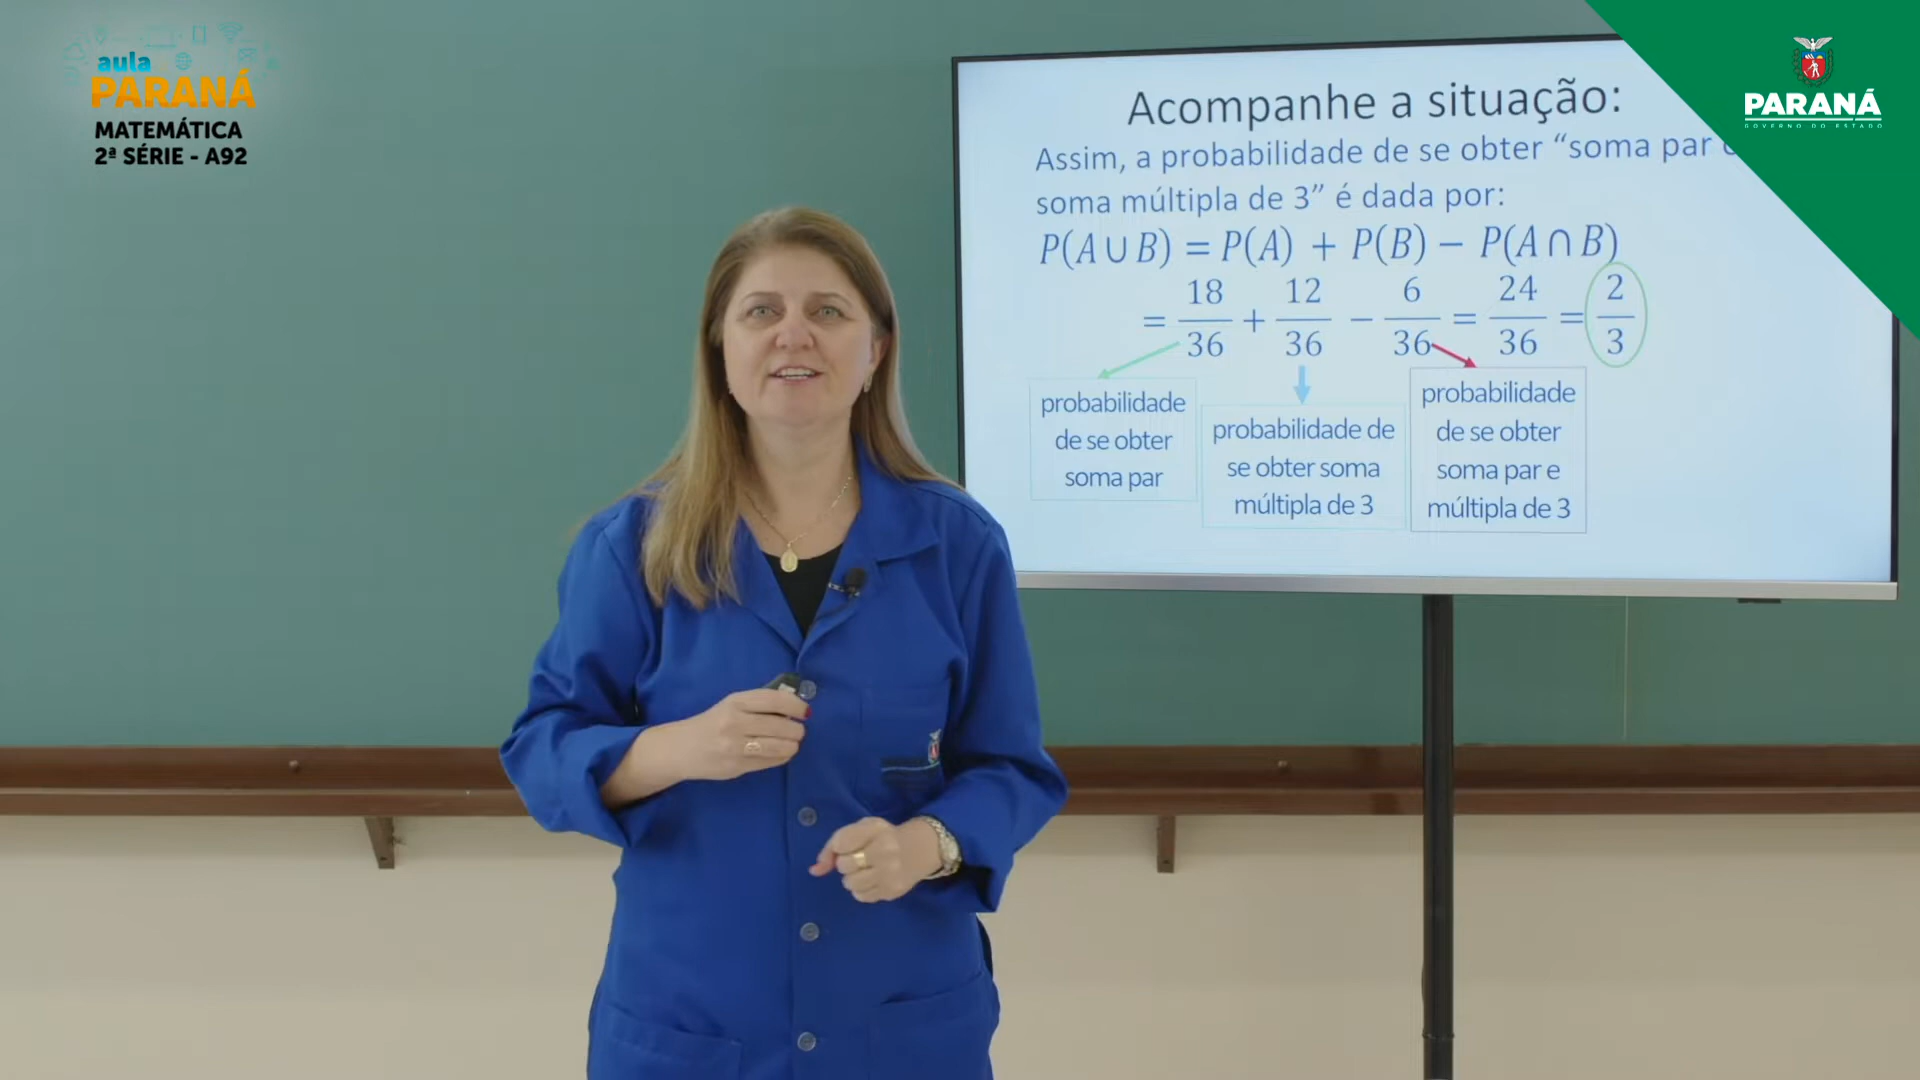 aula
PARANÁ
MATEMÁTICA
2ª SÉRIE - A92
PARANÁ
GOVERNO DO ESTADO
Acompanhe a situação:
Assim, a probabilidade de se obter “soma par
soma múltipla de 3” é dada por:
P(A ∪ B) = P(A) + P(B) − P(A ∩ B)
= 18/36 + 12/36 − 6/36 = 24/36 = 2/3
probabilidade
de se obter
soma par
probabilidade de
se obter soma
múltipla de 3
probabilidade
de se obter
soma par e
múltipla de 3